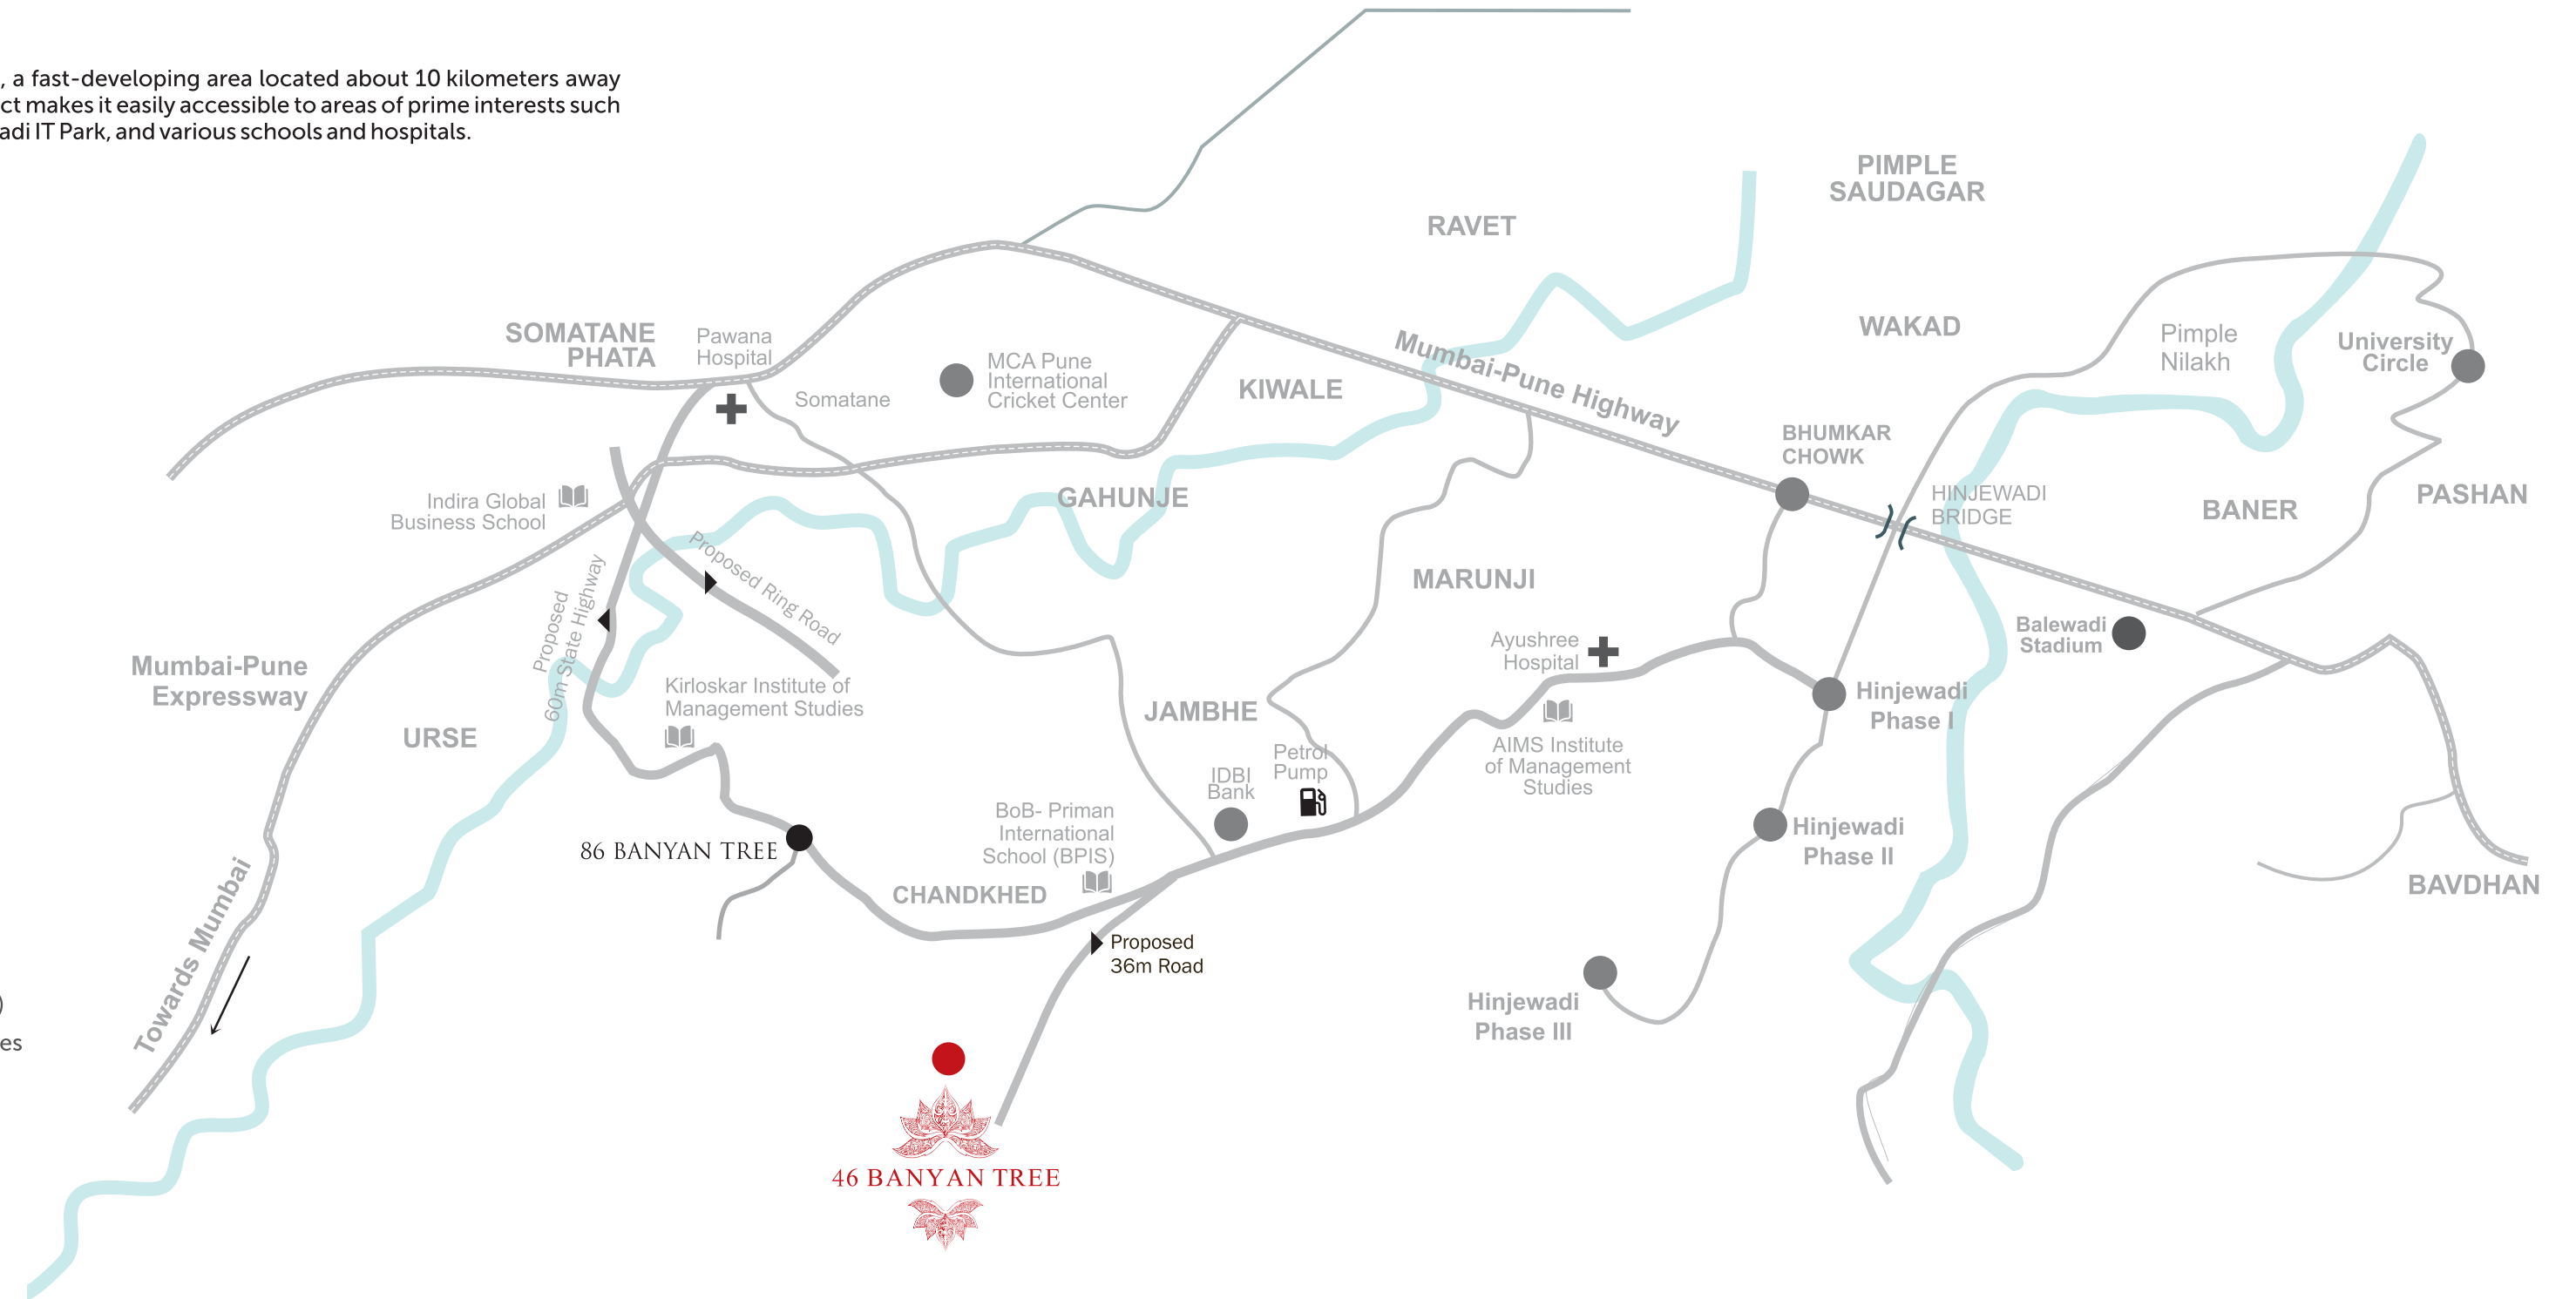 , a fast-developing area located about 10 kilometers away
ct makes it easily accessible to areas of prime interests such
adi IT Park, and various schools and hospitals.
PIMPLE
SAUDAGAR
RAVET
WAKAD
SOMATANE
PHATA
Pawana
Hospital
Somatane
MCA Pune
International
Cricket Center
KIWALE
Mumbai-Pune Highway
Pimple
Nilakh
University
Circle
BHUMKAR
CHOWK
HINJEWADI
BRIDGE
BANER
PASHAN
Indira Global
Business School
GAHUNJE
Proposed Ring Road
Proposed
60m State Highway
MARUNJI
Ayushree
Hospital
Balewadi
Stadium
Mumbai-Pune
Expressway
URSE
Kirloskar Institute of
Management Studies
JAMBHE
Hinjewadi
Phase I
Petrol
Pump
IDBI
Bank
AIMS Institute
of Management
Studies
BoB- Priman
International
School (BPIS)
Hinjewadi
Phase II
86 BANYAN TREE
CHANDKHED
BAVDHAN
Towards Mumbai
Proposed
36m Road
Hinjewadi
Phase III
)
es
46 BANYAN TREE